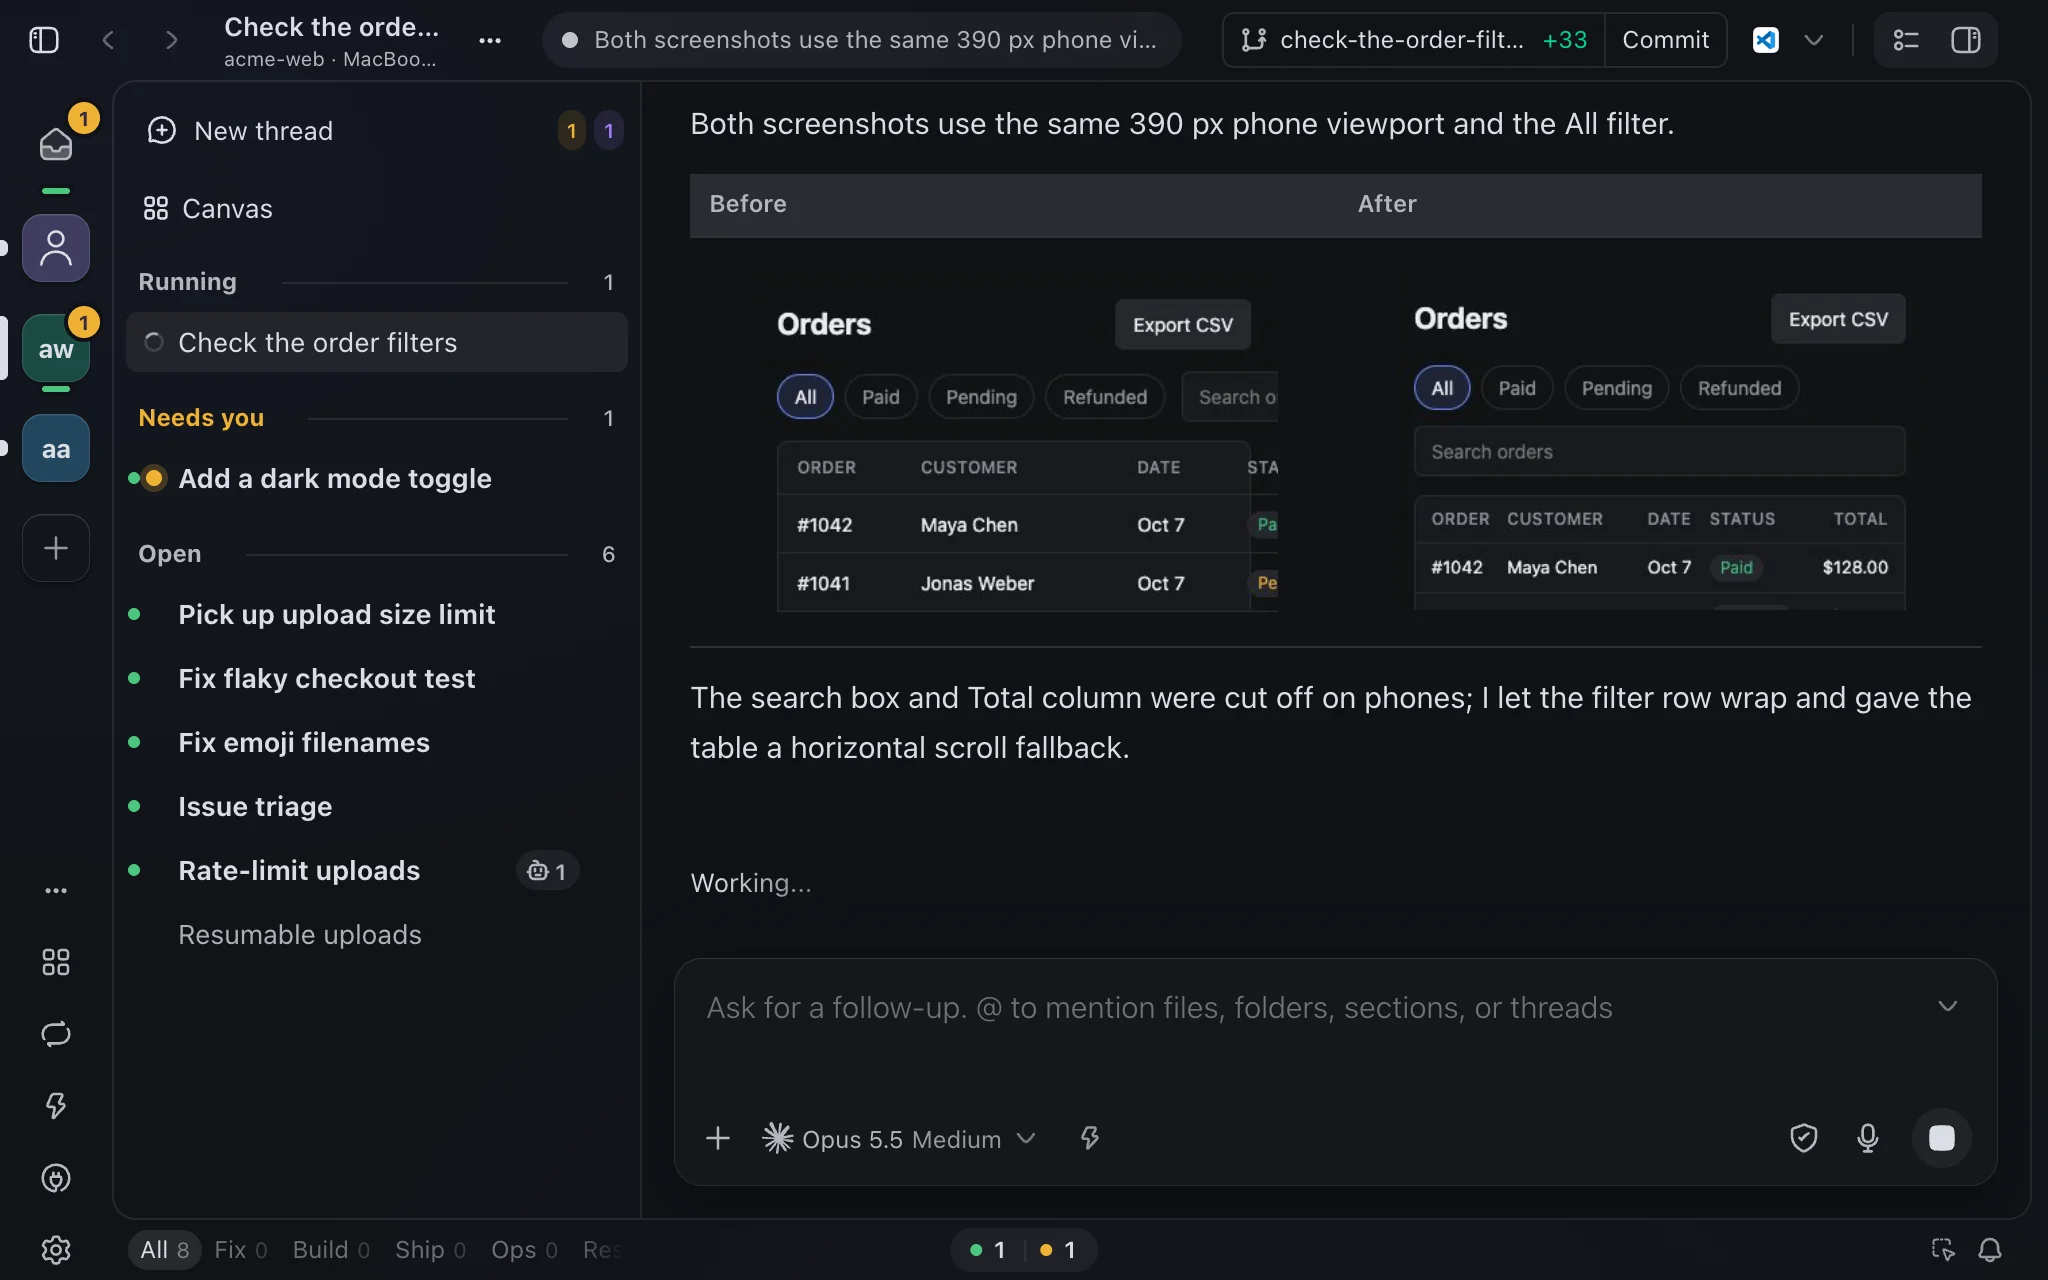 Check the orde...
acme-web · MacBoo...
Both screenshots use the same 390 px phone vi...
check-the-order-filt... +33
Commit
1
New thread
1 1
Canvas
Running 1
Check the order filters
1
aw
Needs you 1
aa
Add a dark mode toggle
Open 6
Pick up upload size limit
Fix flaky checkout test
Fix emoji filenames
Issue triage
Rate-limit uploads 1
Resumable uploads
Both screenshots use the same 390 px phone viewport and the All filter.
Before After
Orders Export CSV
All Paid Pending Refunded Search o
ORDER CUSTOMER DATE STA
#1042 Maya Chen Oct 7 Pa
#1041 Jonas Weber Oct 7 Pe
Orders Export CSV
All Paid Pending Refunded
Search orders
ORDER CUSTOMER DATE STATUS TOTAL
#1042 Maya Chen Oct 7 Paid $128.00
The search box and Total column were cut off on phones; I let the filter row wrap and gave the
table a horizontal scroll fallback.
Working...
Ask for a follow-up. @ to mention files, folders, sections, or threads
Opus 5.5 Medium
All 8 Fix 0 Build 0 Ship 0 Ops 0 Res
1 1